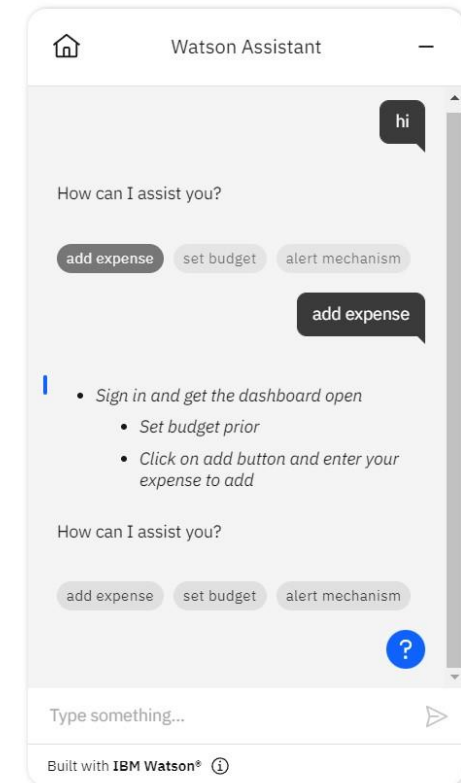 Watson Assistant
hi
How can I assist you?
add expense set budget alert mechanism
add expense
• Sign in and get the dashboard open
• Set budget prior
• Click on add button and enter your
expense to add
How can I assist you?
add expense set budget alert mechanism
?
Type something...
Built with IBM Watson® ⓘ